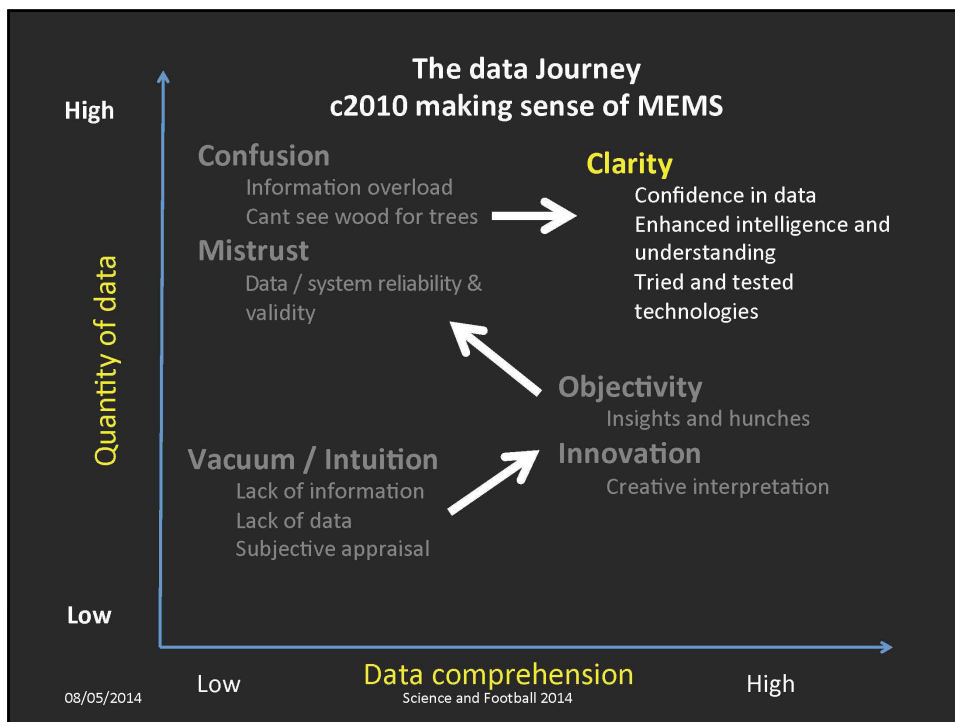 The data Journey
c2010 making sense of MEMS
High
Quantity of data
Low
Confusion
Information overload
Cant see wood for trees
Mistrust
Data / system reliability &
validity
Clarity
Confidence in data
Enhanced intelligence and
understanding
Tried and tested
technologies
Objectivity
Insights and hunches
Innovation
Creative interpretation
Vacuum / Intuition
Lack of information
Lack of data
Subjective appraisal
Low
Data comprehension
High
08/05/2014
Science and Football 2014